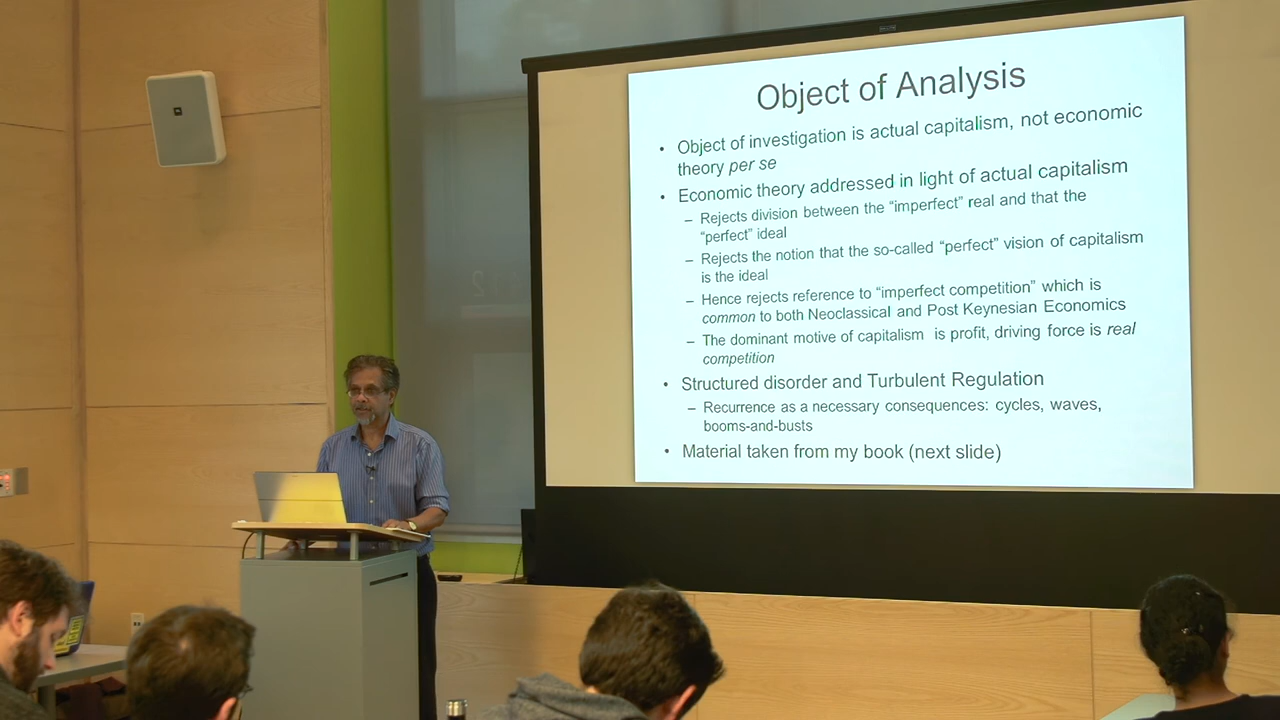 Object of Analysis
• Object of investigation is actual capitalism, not economic
theory per se
• Economic theory addressed in light of actual capitalism
– Rejects division between the “imperfect” real and that the
“perfect” ideal
– Rejects the notion that the so-called “perfect” vision of capitalism
is the ideal
– Hence rejects reference to “imperfect competition” which is
common to both Neoclassical and Post Keynesian Economics
– The dominant motive of capitalism is profit, driving force is real
competition
• Structured disorder and Turbulent Regulation
– Recurrence as a necessary consequences: cycles, waves,
booms-and-busts
• Material taken from my book (next slide)